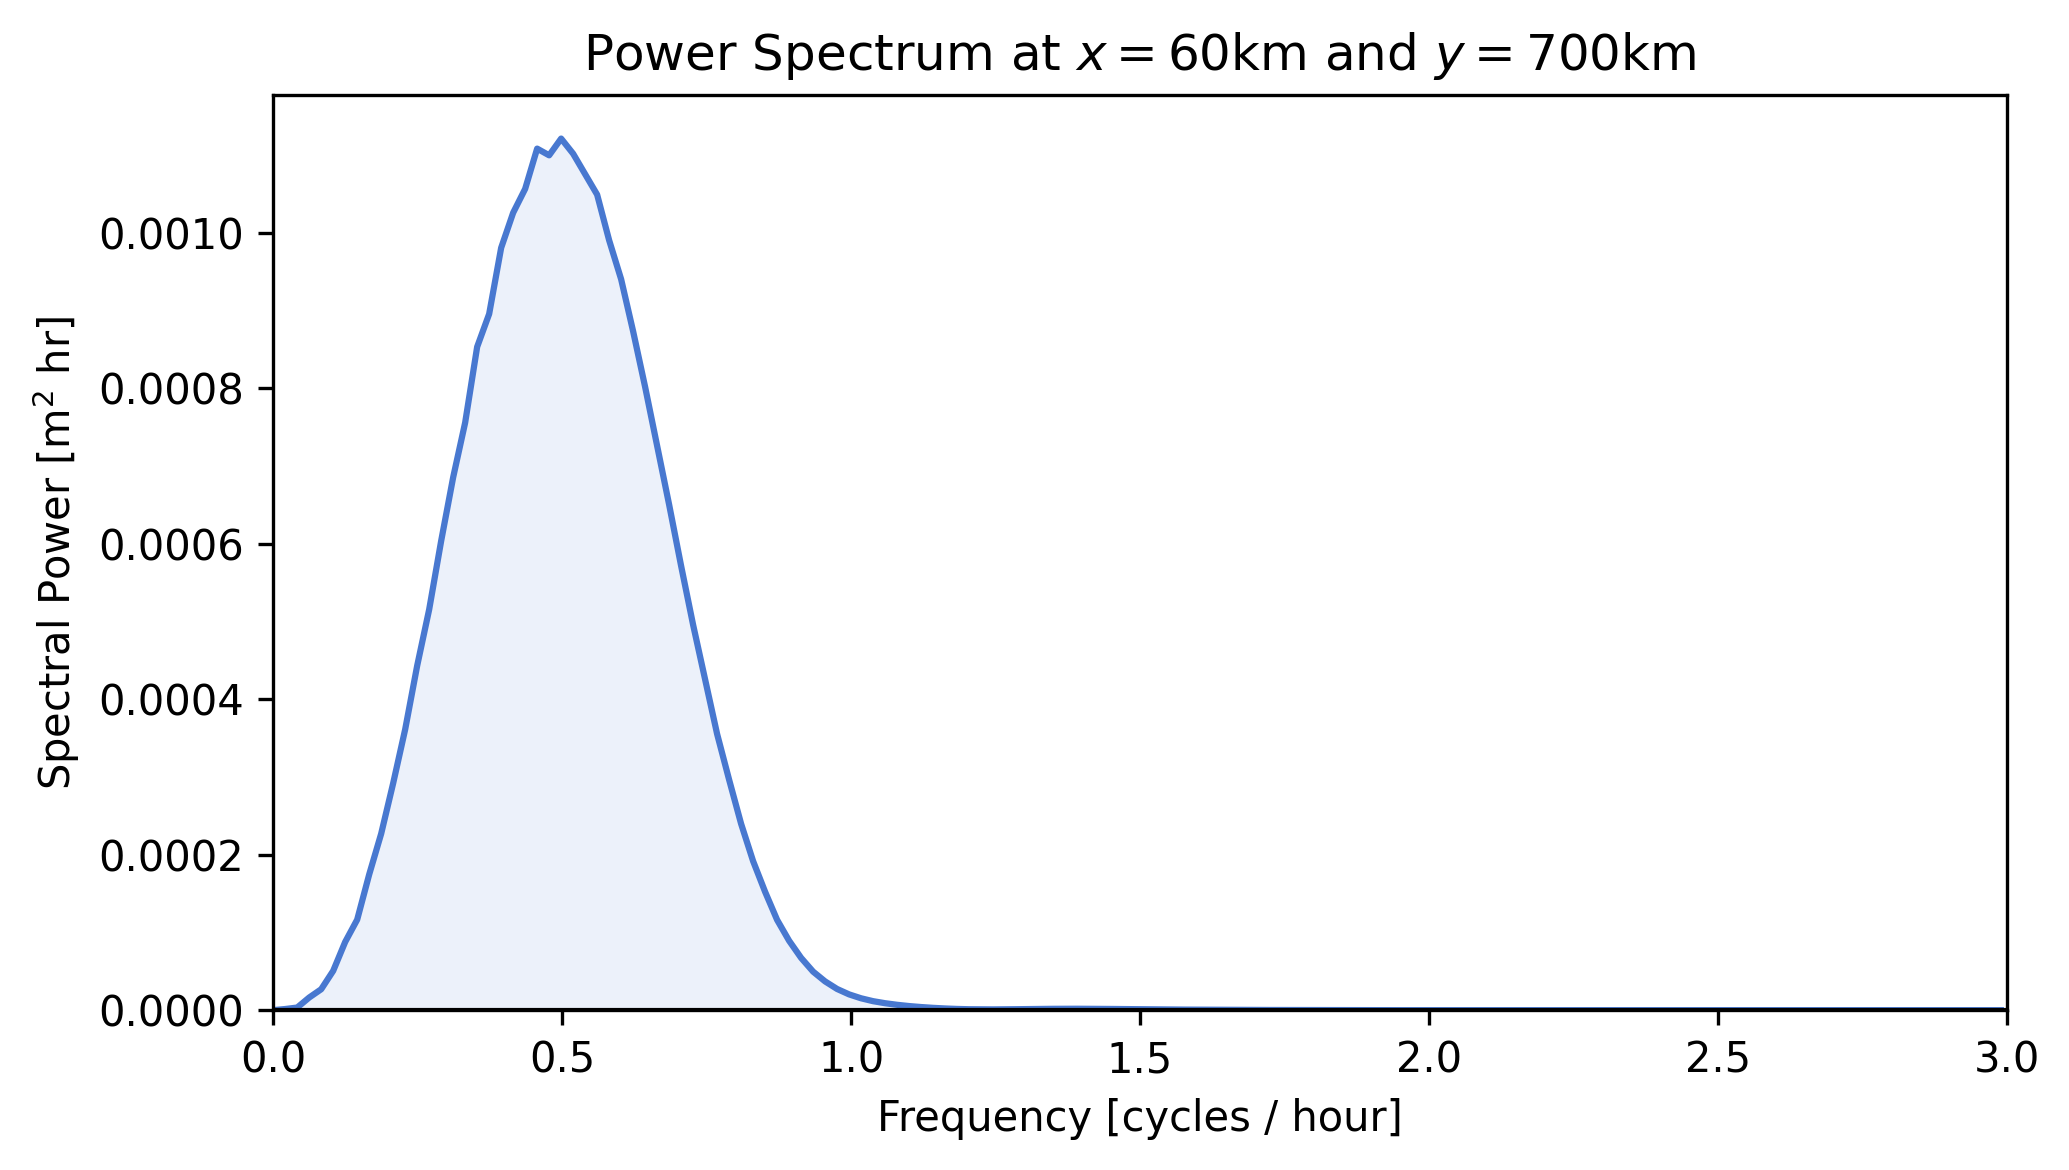 Power Spectrum at x = 60km and y = 700km
Spectral Power [m² hr]
0.0010
0.0008
0.0006
0.0004
0.0002
0.0000
0.0 0.5 1.0 1.5 2.0 2.5 3.0
Frequency [cycles / hour]